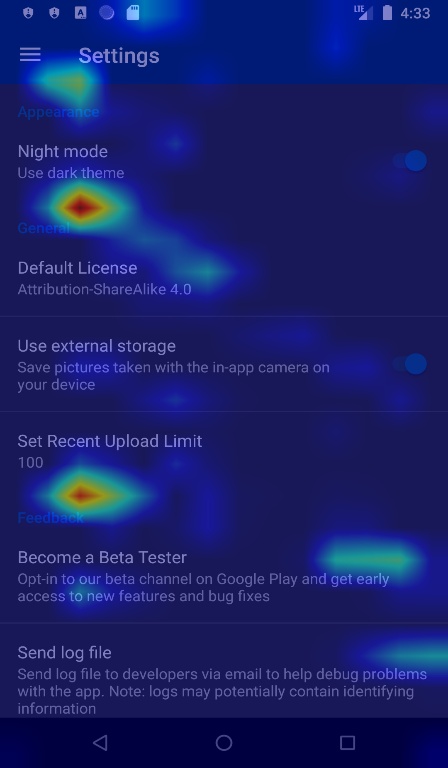 LTE 4:33
Settings
Appearance
Night mode
Use dark theme
General
Default License
Attribution-ShareAlike 4.0
Use external storage
Save pictures taken with the in-app camera on
your device
Set Recent Upload Limit
100
Feedback
Become a Beta Tester
Opt-in to our beta channel on Google Play and get early
access to new features and bug fixes
Send log file
Send log file to developers via email to help debug problems
with the app. Note: logs may potentially contain identifying
information